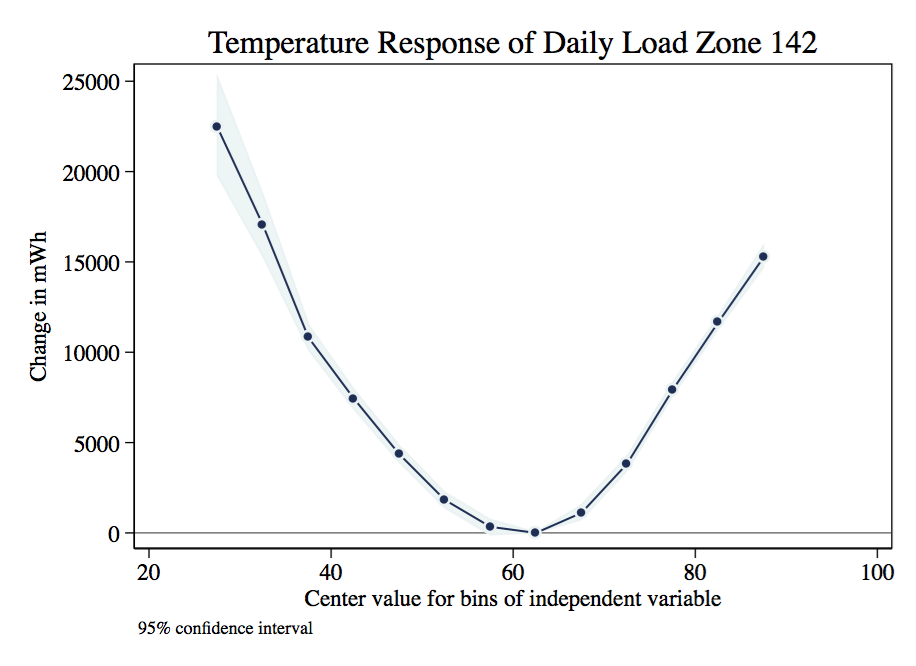 Temperature Response of Daily Load Zone 142
25000
20000
15000
10000
5000
0
Change in mWh
20 40 60 80 100
Center value for bins of independent variable
95% confidence interval